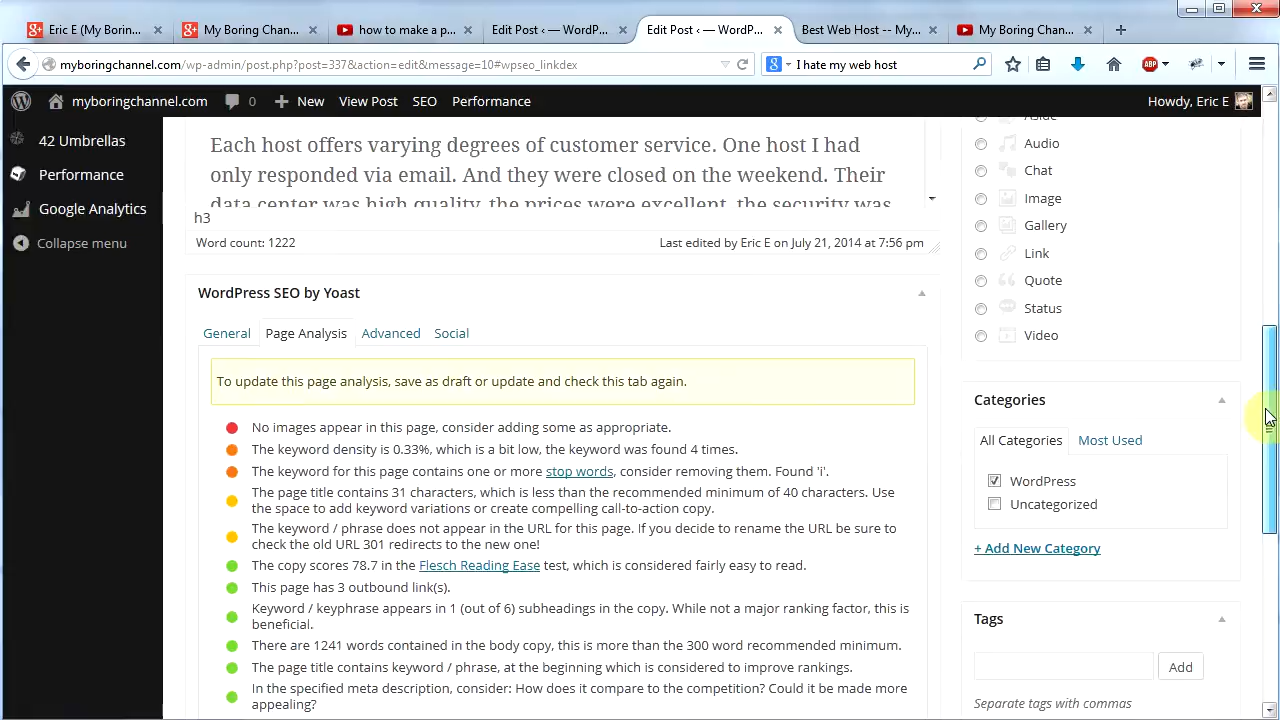 Eric E (My Borin...
My Boring Chan...
how to make a p...
Edit Post ‹ — WordP...
Edit Post ‹ — WordP...
Best Web Host -- My...
My Boring Chan...
myboringchannel.com/wp-admin/post.php?post=337&action=edit&message=10#wpseo_linkdex
I hate my web host
ABP
myboringchannel.com
0
New
View Post
SEO
Performance
Howdy, Eric E
42 Umbrellas
Performance
Google Analytics
Collapse menu
Each host offers varying degrees of customer service. One host I had
only responded via email. And they were closed on the weekend. Their
data center was high quality, the prices were excellent, the security was
h3
Word count: 1222
Last edited by Eric E on July 21, 2014 at 7:56 pm
WordPress SEO by Yoast
General
Page Analysis
Advanced
Social
To update this page analysis, save as draft or update and check this tab again.
No images appear in this page, consider adding some as appropriate.
The keyword density is 0.33%, which is a bit low, the keyword was found 4 times.
The keyword for this page contains one or more stop words, consider removing them. Found 'i'.
The page title contains 31 characters, which is less than the recommended minimum of 40 characters. Use
the space to add keyword variations or create compelling call-to-action copy.
The keyword / phrase does not appear in the URL for this page. If you decide to rename the URL be sure to
check the old URL 301 redirects to the new one!
The copy scores 78.7 in the Flesch Reading Ease test, which is considered fairly easy to read.
This page has 3 outbound link(s).
Keyword / keyphrase appears in 1 (out of 6) subheadings in the copy. While not a major ranking factor, this is
beneficial.
There are 1241 words contained in the body copy, this is more than the 300 word recommended minimum.
The page title contains keyword / phrase, at the beginning which is considered to improve rankings.
In the specified meta description, consider: How does it compare to the competition? Could it be made more
appealing?
Aside
Audio
Chat
Image
Gallery
Link
Quote
Status
Video
Categories
All Categories
Most Used
WordPress
Uncategorized
+ Add New Category
Tags
Add
Separate tags with commas